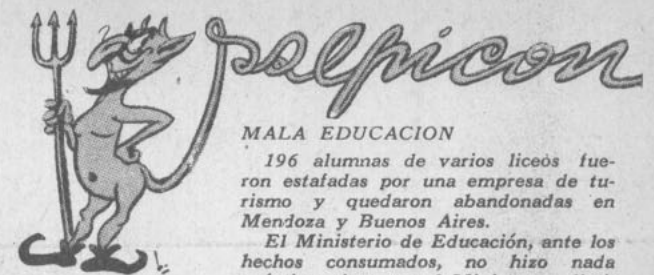 salpicon
MALA EDUCACION
196 alumnas de varios liceos fue-
ron estafadas por una empresa de tu-
rismo y quedaron abandonadas en
Mendoza y Buenos Aires.
El Ministerio de Educación, ante los
hechos consumados, no hizo nada